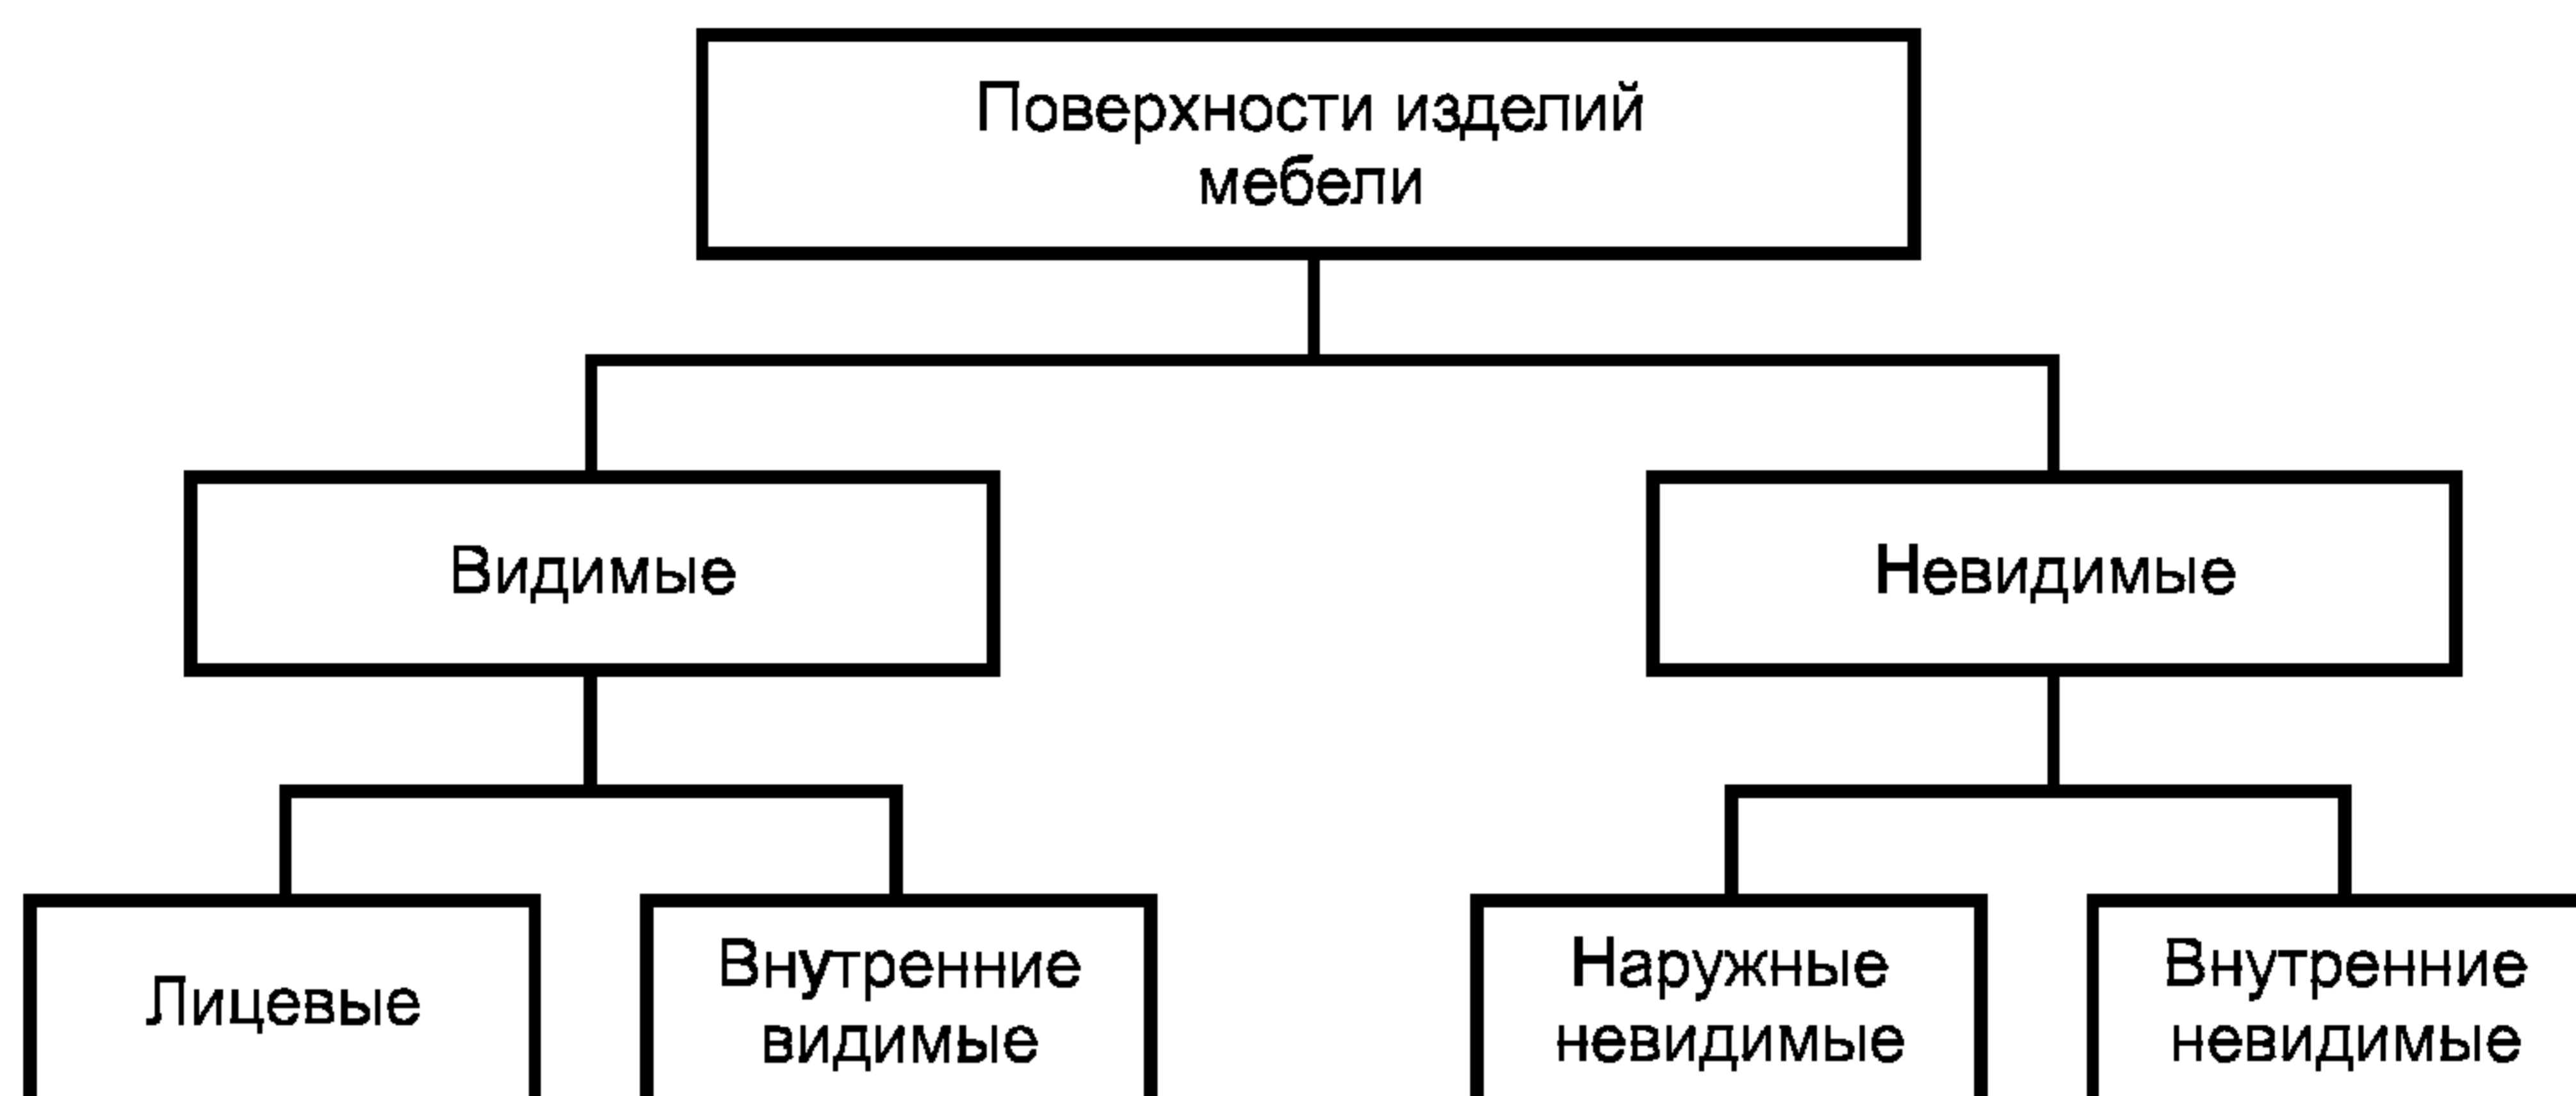 Поверхности изделий
мебели
Видимые
Невидимые
Лицевые
Внутренние
видимые
Наружные
невидимые
Внутренние
невидимые